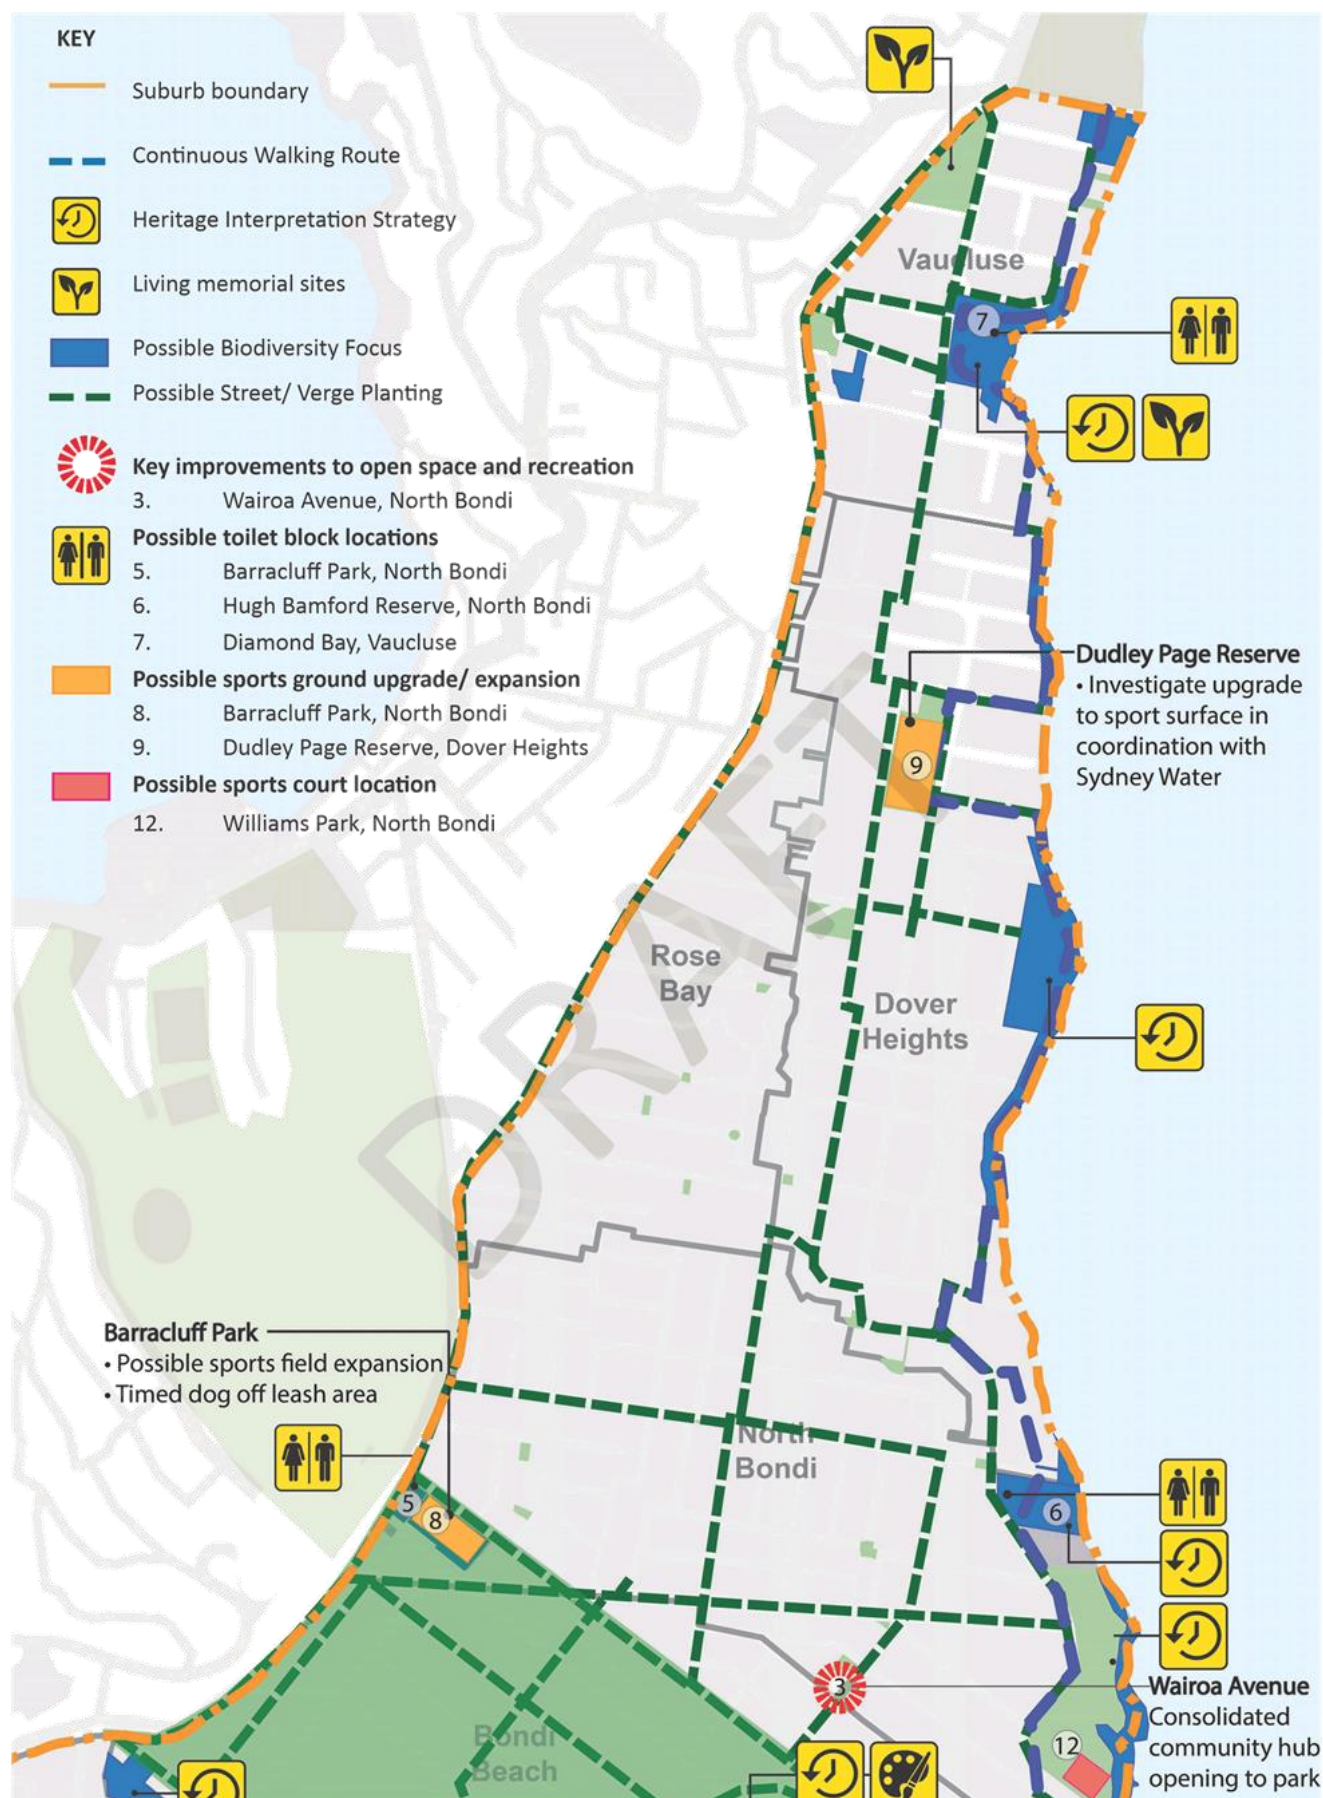 KEY
Suburb boundary
Continuous Walking Route
Heritage Interpretation Strategy
Living memorial sites
Possible Biodiversity Focus
Possible Street/ Verge Planting
Key improvements to open space and recreation
3. Wairoa Avenue, North Bondi
Possible toilet block locations
5. Barracluff Park, North Bondi
6. Hugh Bamford Reserve, North Bondi
7. Diamond Bay, Vaucluse
Possible sports ground upgrade/ expansion
8. Barracluff Park, North Bondi
9. Dudley Page Reserve, Dover Heights
Possible sports court location
12. Williams Park, North Bondi
Vaucluse
7
Dudley Page Reserve
• Investigate upgrade
to sport surface in
coordination with
Sydney Water
9
DRAFT
Rose
Bay
Dover
Heights
Barracluff Park
• Possible sports field expansion
• Timed dog off leash area
North
Bondi
5
8
6
3
Wairoa Avenue
Consolidated
community hub
opening to park
12
Bondi
Beach